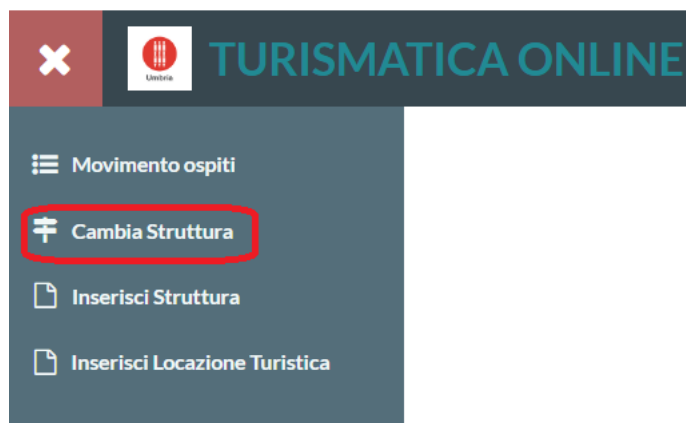 Umbria
TURISMATICA ONLINE
Movimento ospiti
Cambia Struttura
Inserisci Struttura
Inserisci Locazione Turistica